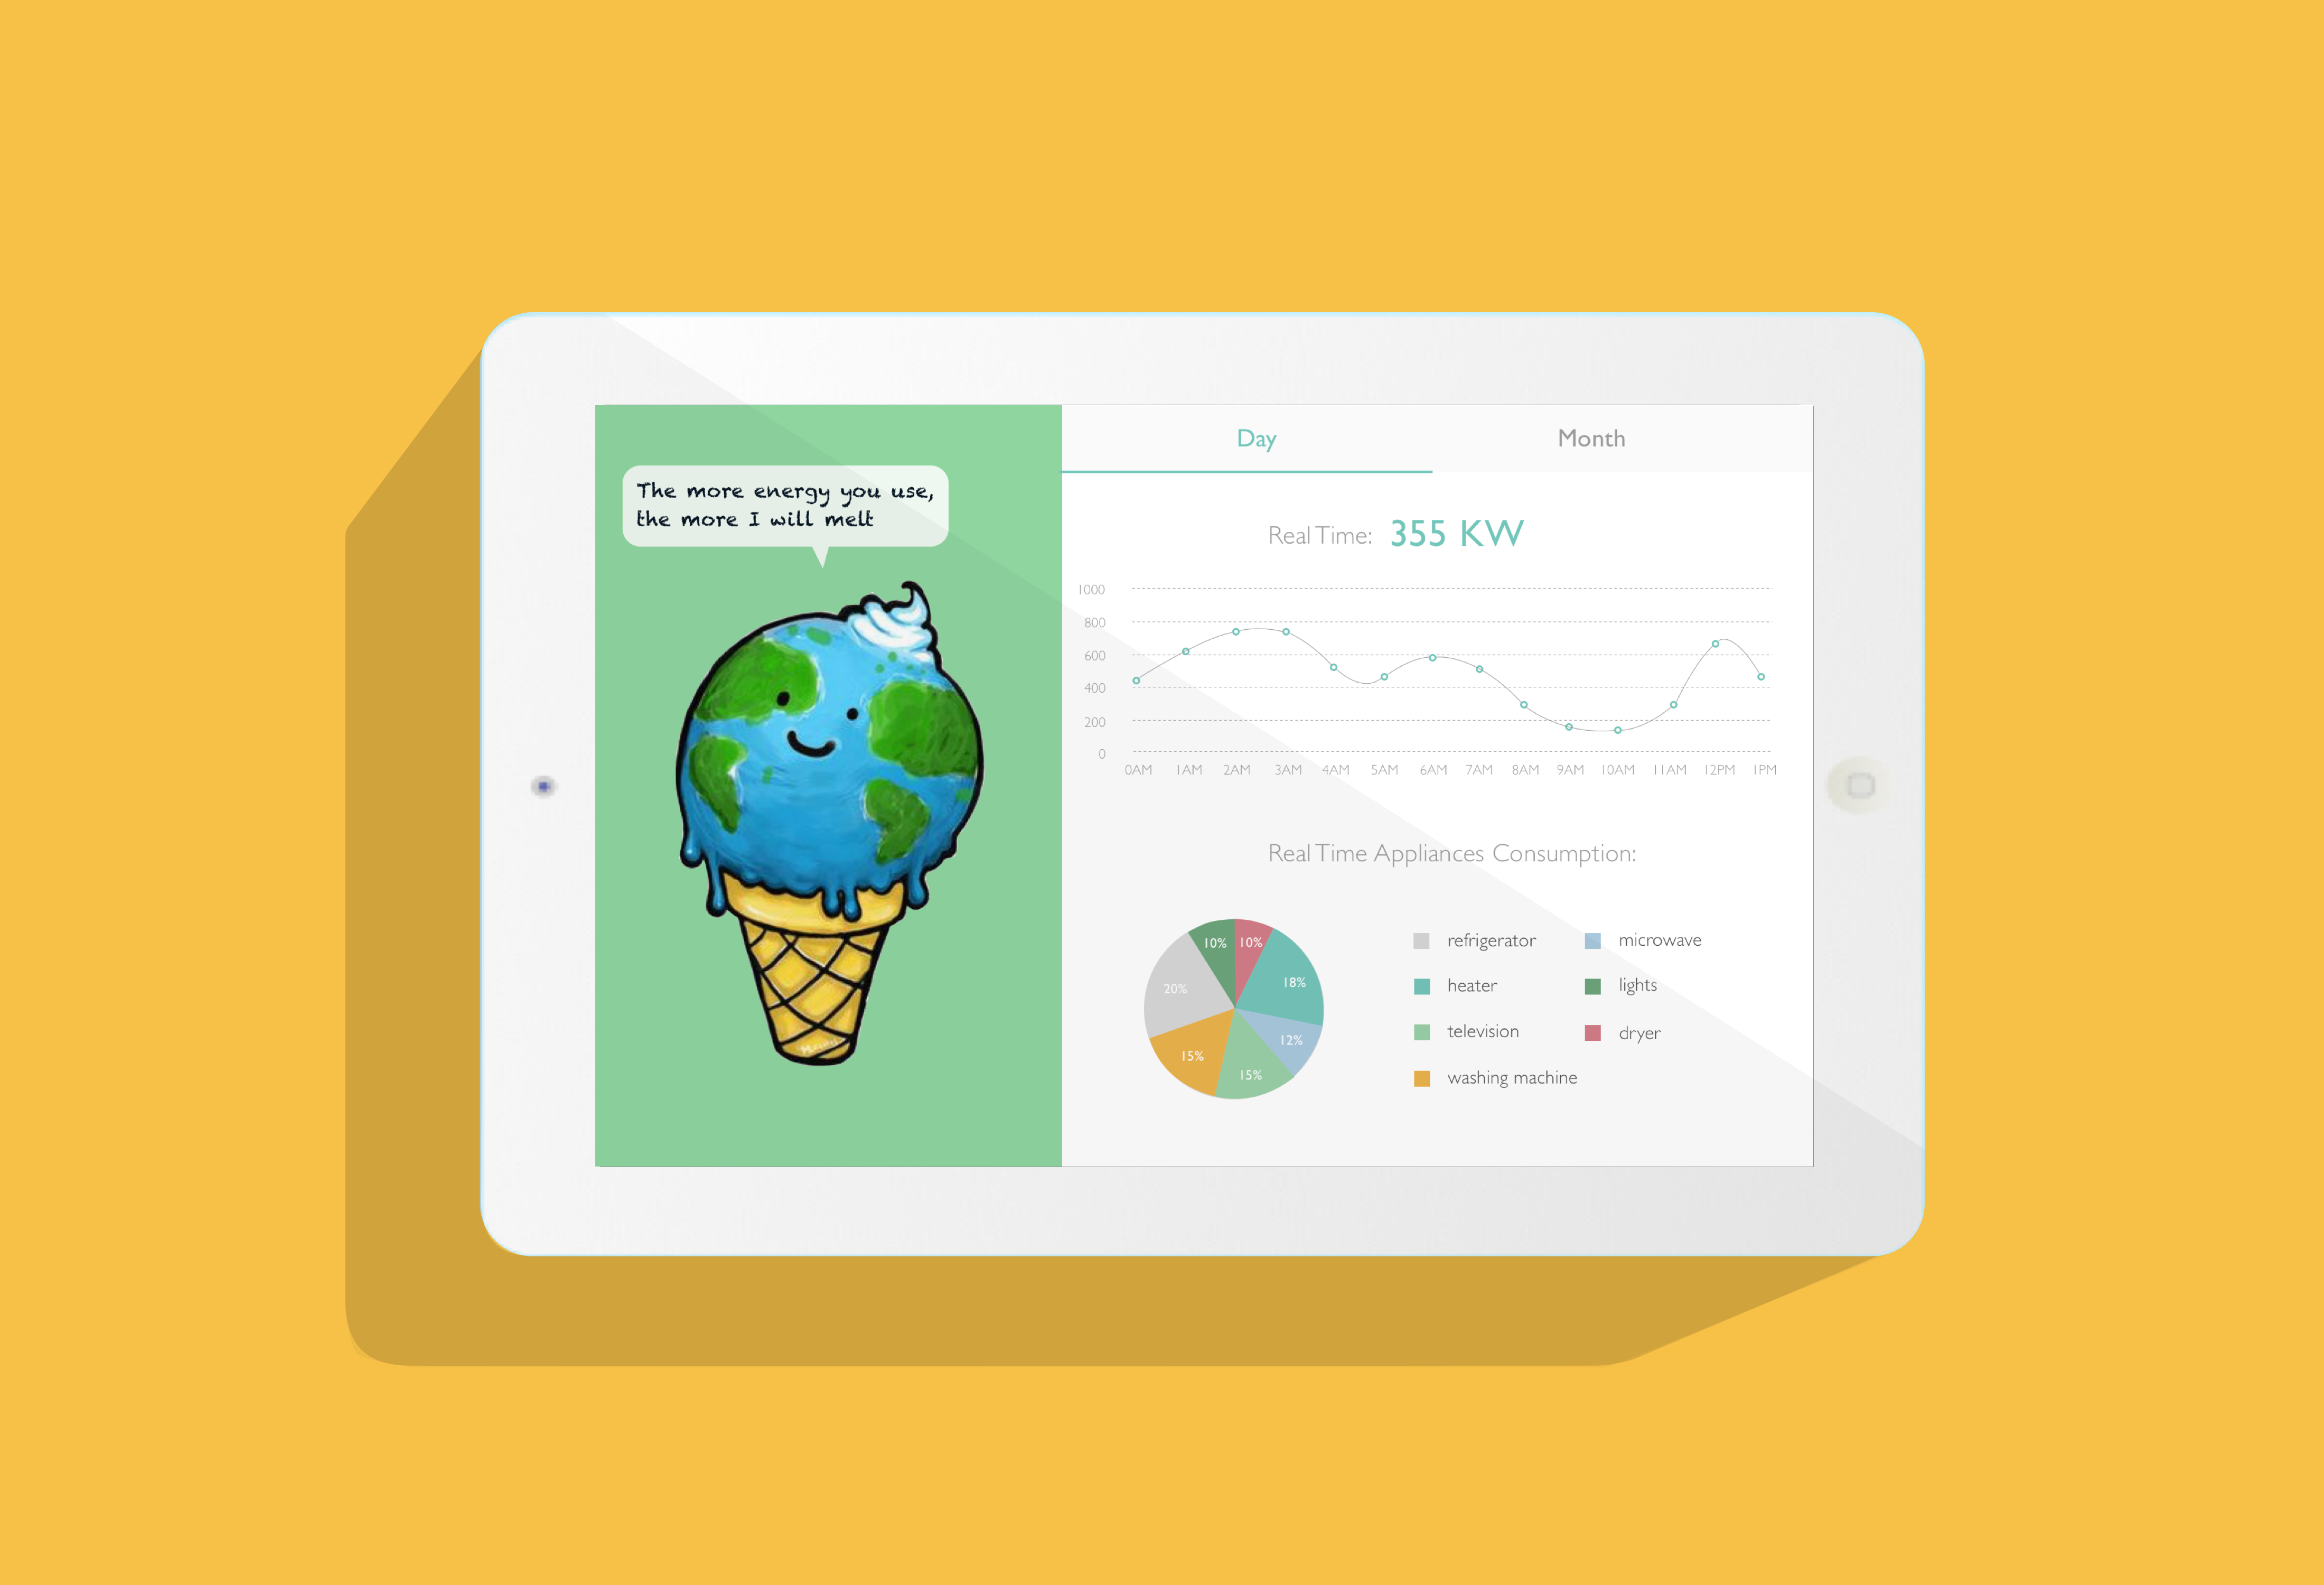 The more energy you use,
the more I will melt
Day
Month
Real Time: 355 KW
1000
800
600
400
200
0
0AM 1AM 2AM 3AM 4AM 5AM 6AM 7AM 8AM 9AM 10AM 11AM 12PM 1PM
Real Time Appliances Consumption:
10%
10%
18%
20%
12%
15%
15%
refrigerator
microwave
heater
lights
television
dryer
washing machine